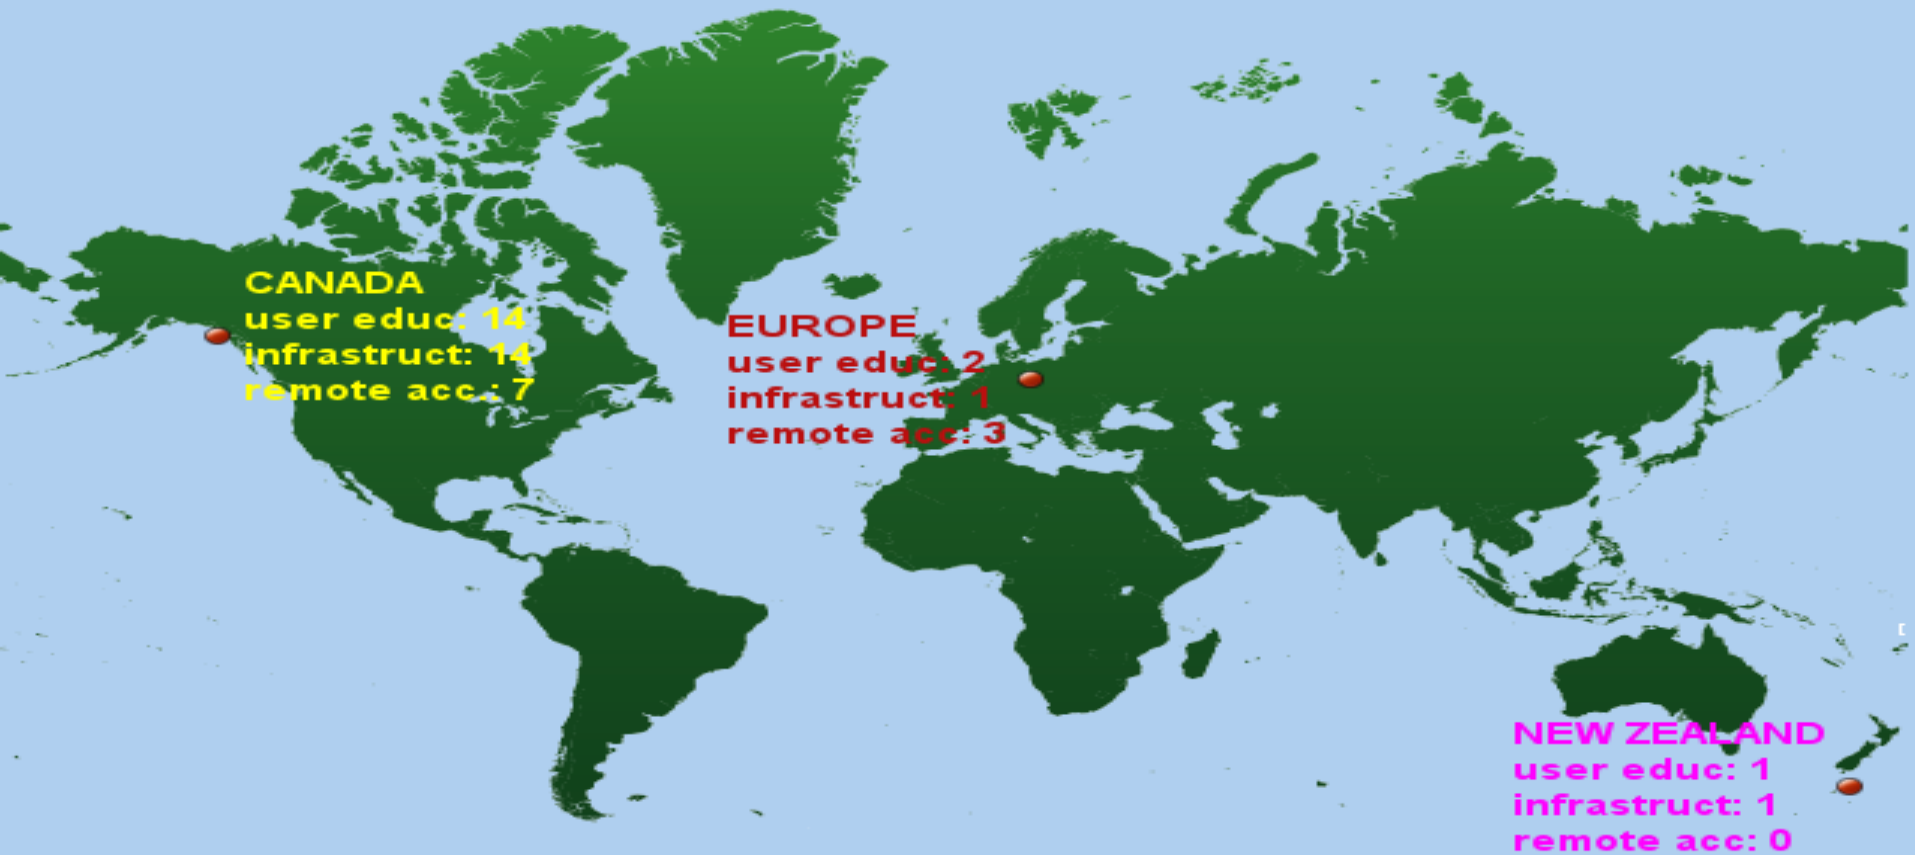 CANADA
user educ: 14
infrastruct: 14
remote acc.: 7
EUROPE
user educ: 2
infrastruct: 1
remote acc: 3
NEW ZEALAND
user educ: 1
infrastruct: 1
remote acc: 0